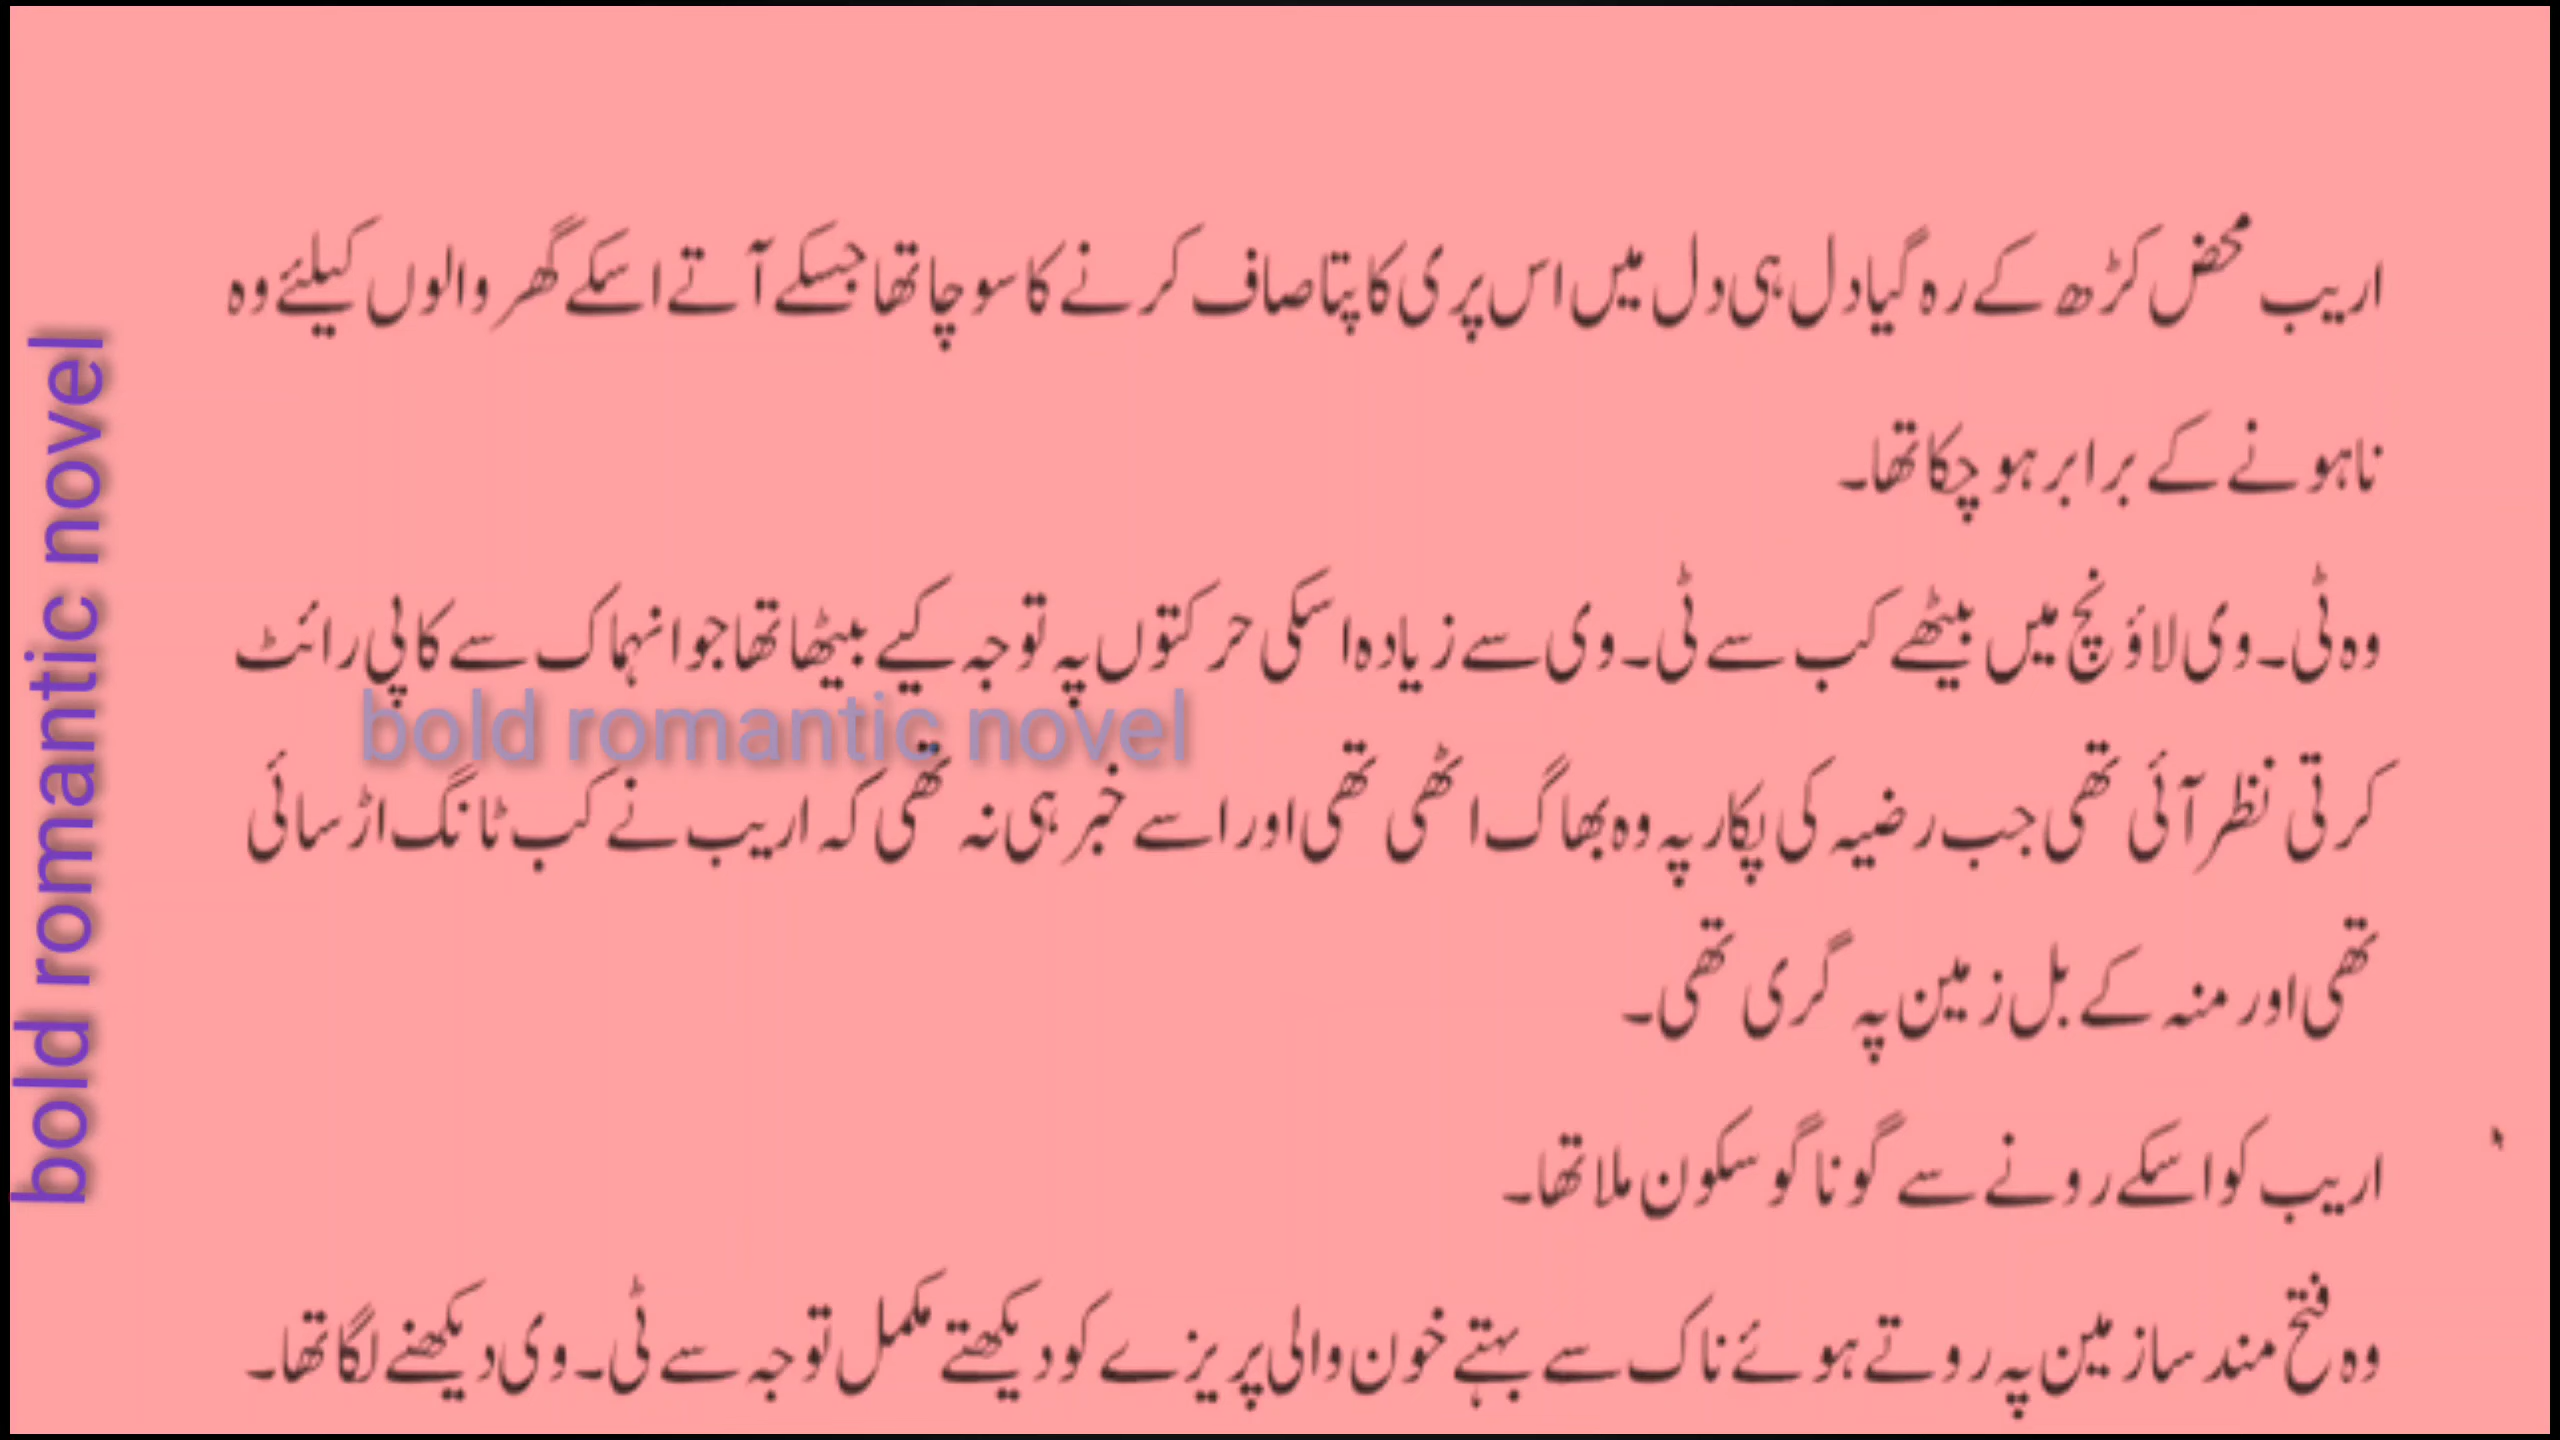 اریب محض کڑھ کے رہ گیا دل ہی دل میں اس پری کا پتا صاف کرنے کا سوچا تھا جسکے آتے اسکے گھر والوں کیلئے وہ
نا ہونے کے برابر ہو چکا تھا۔
وہ ٹی۔وی لاؤنچ میں بیٹھے کب سے ٹی۔وی سے زیادہ اسکی حرکتوں پہ توجہ کیے بیٹھا تھا جو انہماک سے کاپی رائٹ
bold romantic novel
کرتی نظر آئی تھی جب رضیہ کی پکار پہ وہ بھاگ اٹھی تھی اور اسے خبر ہی نہ تھی کہ اریب نے کب ٹانگ اڑسائی
تھی اور منہ کے بل زمین پہ گری تھی۔
اریب کو اسکے رونے سے گونا گو سکون ملا تھا۔
وہ فتح مند سا زمین پہ روتے ہوئے ناک سے بہتے خون والی پریزے کو دیکھتے مکمل توجہ سے ٹی۔وی دیکھنے لگا تھا۔
bold romantic novel